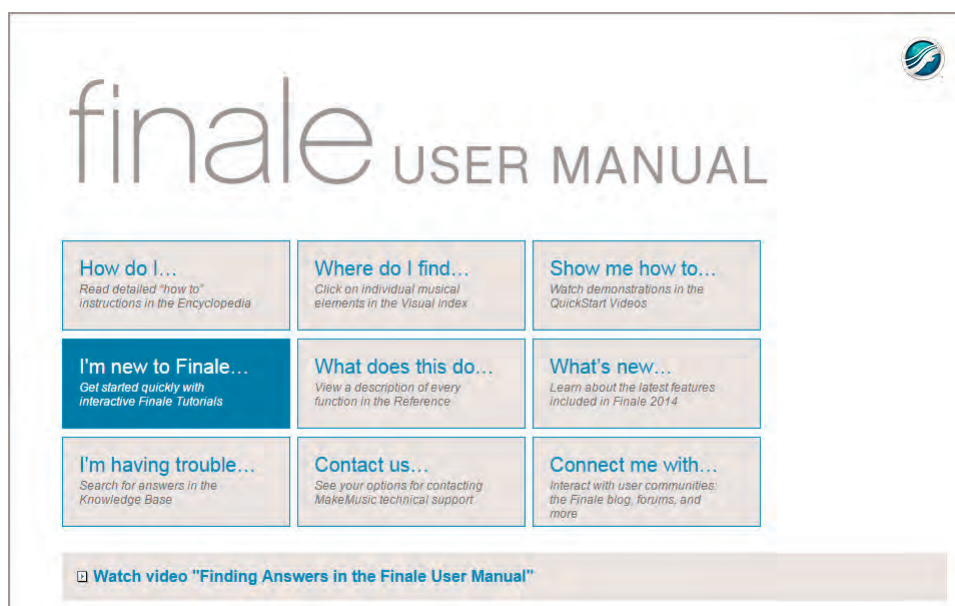 finale USER MANUAL
How do I...
Read detailed "how to"
instructions in the Encyclopedia
Where do I find...
Click on individual musical
elements in the Visual Index
Show me how to...
Watch demonstrations in the
QuickStart Videos
I'm new to Finale...
Get started quickly with
interactive Finale Tutorials
What does this do...
View a description of every
function in the Reference
What's new...
Learn about the latest features
included in Finale 2014
I'm having trouble...
Search for answers in the
Knowledge Base
Contact us...
See your options for contacting
MakeMusic technical support
Connect me with...
Interact with user communities:
the Finale blog, forums, and
more
Watch video "Finding Answers in the Finale User Manual"